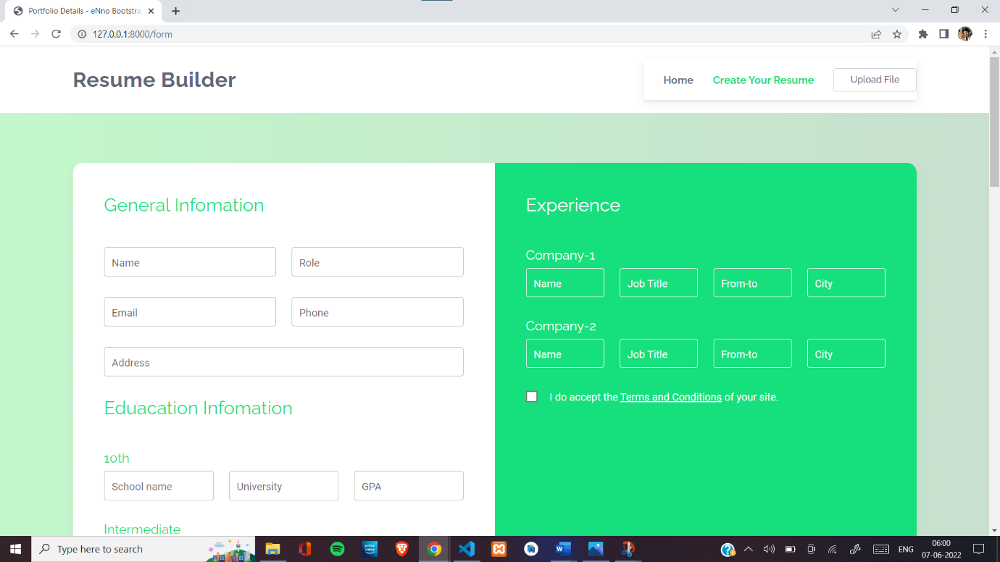 Portfolio Details - eNno Bootstra
127.0.0.1:8000/form
Resume Builder
Home
Create Your Resume
Upload File
General Infomation
Name
Role
Email
Phone
Address
Eduacation Infomation
10th
School name
University
GPA
Intermediate
Experience
Company-1
Name
Job Title
From-to
City
Company-2
Name
Job Title
From-to
City
I do accept the Terms and Conditions of your site.
Type here to search
prime video
ENG
06:00
07-06-2022